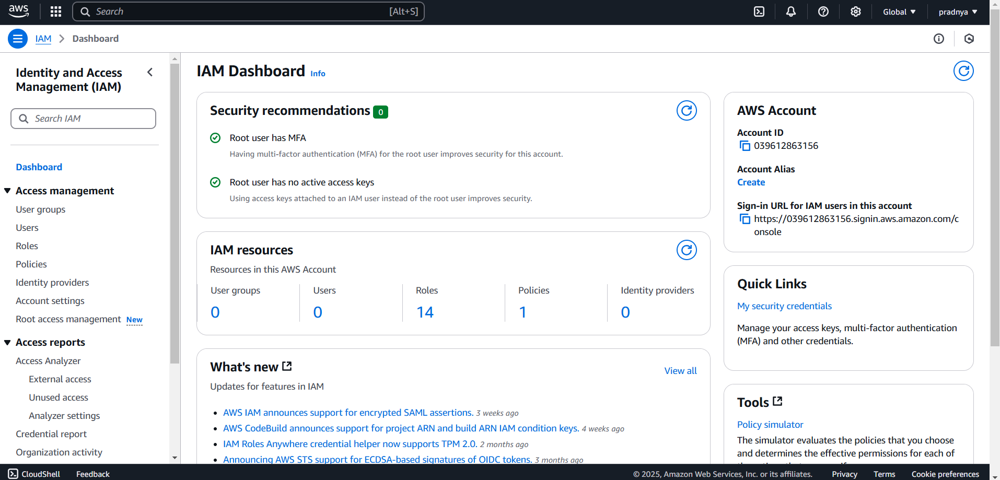 aws
Search
[Alt+S]
Global
pradnya
IAM
Dashboard
Identity and Access
Management (IAM)
Search IAM
Dashboard
Access management
User groups
Users
Roles
Policies
Identity providers
Account settings
Root access management New
Access reports
Access Analyzer
External access
Unused access
Analyzer settings
Credential report
Organization activity
IAM Dashboard Info
Security recommendations 0
Root user has MFA
Having multi-factor authentication (MFA) for the root user improves security for this account.
Root user has no active access keys
Using access keys attached to an IAM user instead of the root user improves security.
IAM resources
Resources in this AWS Account
User groups
0
Users
0
Roles
14
Policies
1
Identity providers
0
What's new
View all
Updates for features in IAM
AWS IAM announces support for encrypted SAML assertions. 3 weeks ago
AWS CodeBuild announces support for project ARN and build ARN IAM condition keys. 4 weeks ago
IAM Roles Anywhere credential helper now supports TPM 2.0. 2 months ago
Announcing AWS STS support for ECDSA-based signatures of OIDC tokens. 3 months ago
AWS Account
Account ID
039612863156
Account Alias
Create
Sign-in URL for IAM users in this account
https://039612863156.signin.aws.amazon.com/c
onsole
Quick Links
My security credentials
Manage your access keys, multi-factor authentication
(MFA) and other credentials.
Tools
Policy simulator
The simulator evaluates the policies that you choose
and determines the effective permissions for each of
CloudShell
Feedback
© 2025, Amazon Web Services, Inc. or its affiliates.
Privacy
Terms
Cookie preferences